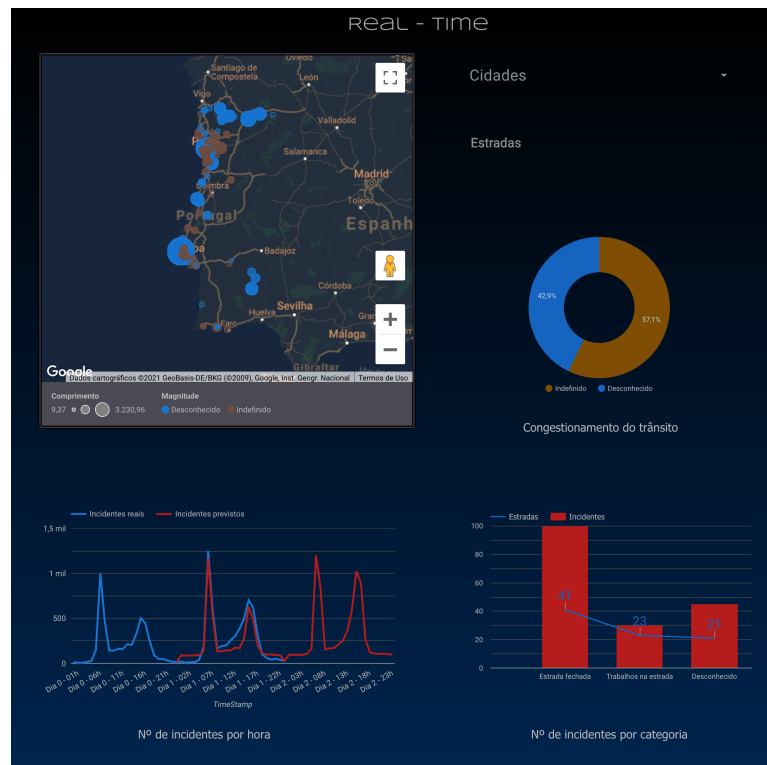 Real - Time
Oviedo
Santiago de
Compostela
León
Vigo
Valladolid
Salamanca
Madrid
Toledo
Portugal
Espanh
Badajoz
Córdoba
Sevilha
Huelva
Faro
Málaga
Gibraltar
Google
Dados cartográficos ©2021 GeoBasis-DE/BKG (©2009), Google, Inst. Geogr. Nacional
Termos de Uso
Comprimento
Magnitude
9,37
3.230,96
Desconhecido
Indefinido
Cidades
Estradas
42,9%
57,1%
Indefinido
Desconhecido
Congestionamento do trânsito
Incidentes reais
Incidentes previstos
1,5 mil
1 mil
500
0
Dia 0 - 01h
Dia 0 - 06h
Dia 0 - 11h
Dia 0 - 16h
Dia 0 - 21h
Dia 1 - 02h
Dia 1 - 07h
Dia 1 - 12h
Dia 1 - 17h
Dia 1 - 22h
Dia 2 - 03h
Dia 2 - 08h
Dia 2 - 13h
Dia 2 - 18h
Dia 2 - 23h
TimeStamp
Nº de incidentes por hora
Estradas
Incidentes
100
80
60
40
20
0
41
23
21
Estrada fechada
Trabalhos na estrada
Desconhecido
Nº de incidentes por categoria